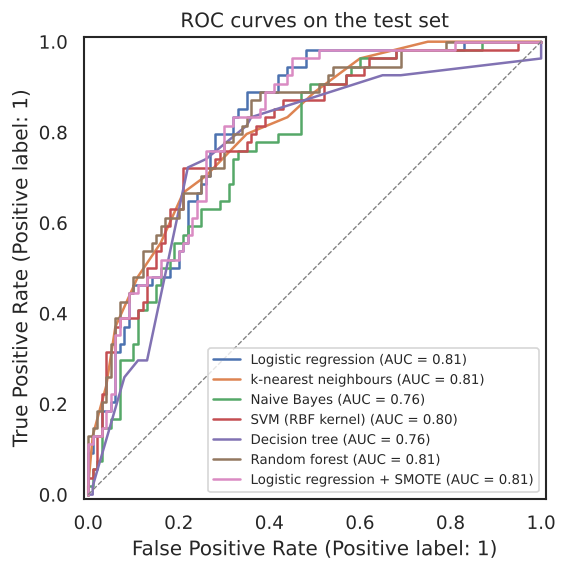 ROC curves on the test set
True Positive Rate (Positive label: 1)
1.0
0.8
0.6
0.4
0.2
0.0
Logistic regression (AUC = 0.81)
k-nearest neighbours (AUC = 0.81)
Naive Bayes (AUC = 0.76)
SVM (RBF kernel) (AUC = 0.80)
Decision tree (AUC = 0.76)
Random forest (AUC = 0.81)
Logistic regression + SMOTE (AUC = 0.81)
0.0 0.2 0.4 0.6 0.8 1.0
False Positive Rate (Positive label: 1)